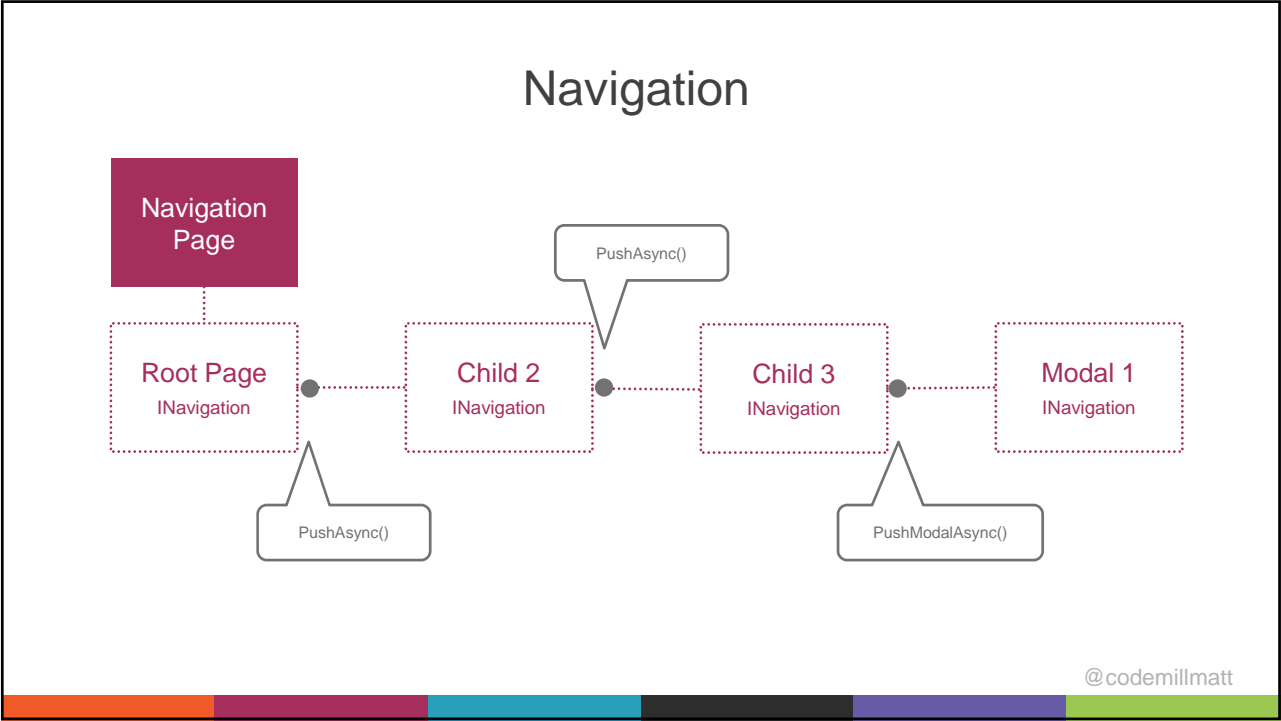 Navigation
Navigation
Page
PushAsync()
Root Page
INavigation
Child 2
INavigation
Child 3
INavigation
Modal 1
INavigation
PushAsync()
PushModalAsync()
@codemillmatt